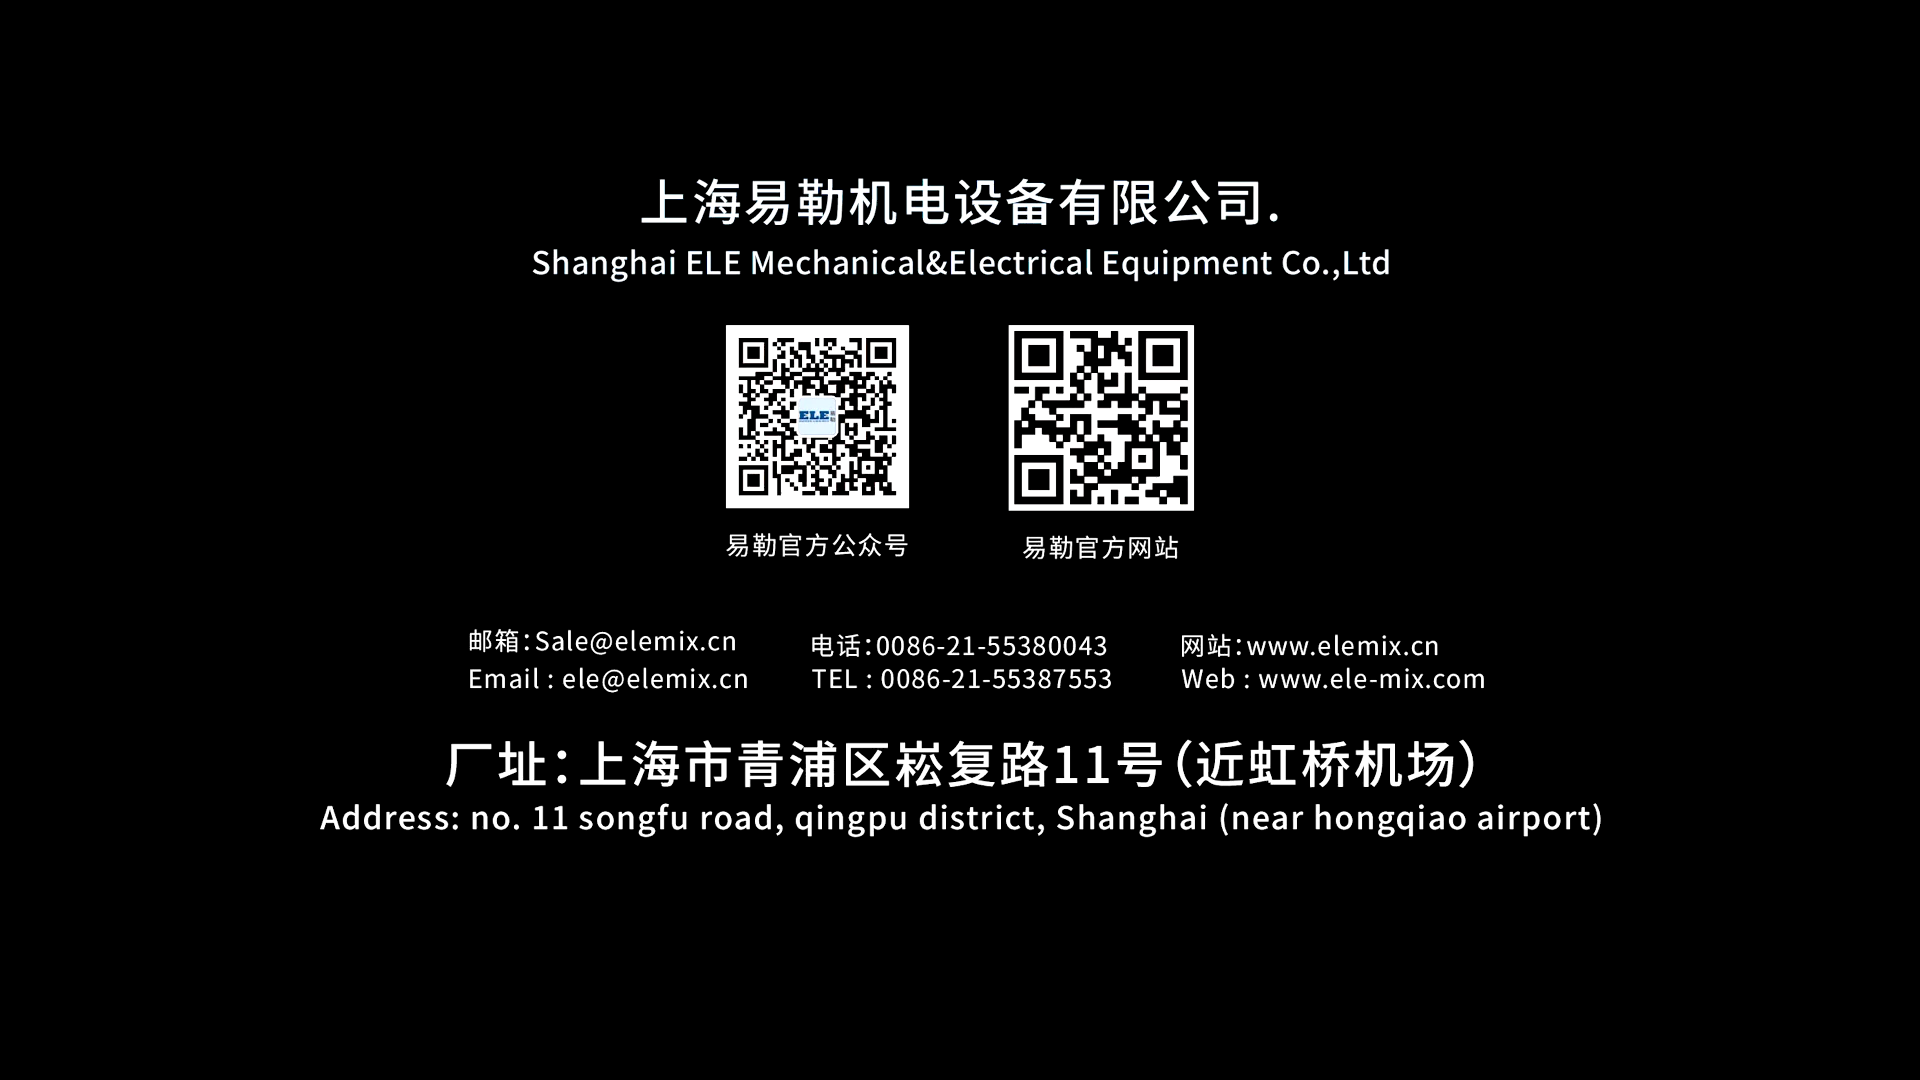 上海易勒机电设备有限公司.
Shanghai ELE Mechanical&Electrical Equipment Co.,Ltd
ELE
易勒官方公众号
易勒官方网站
邮箱：Sale@elemix.cn
Email : ele@elemix.cn
电话：0086-21-55380043
TEL : 0086-21-55387553
网站：www.elemix.cn
Web : www.ele-mix.com
厂址：上海市青浦区崧复路11号（近虹桥机场）
Address: no. 11 songfu road, qingpu district, Shanghai (near hongqiao airport)